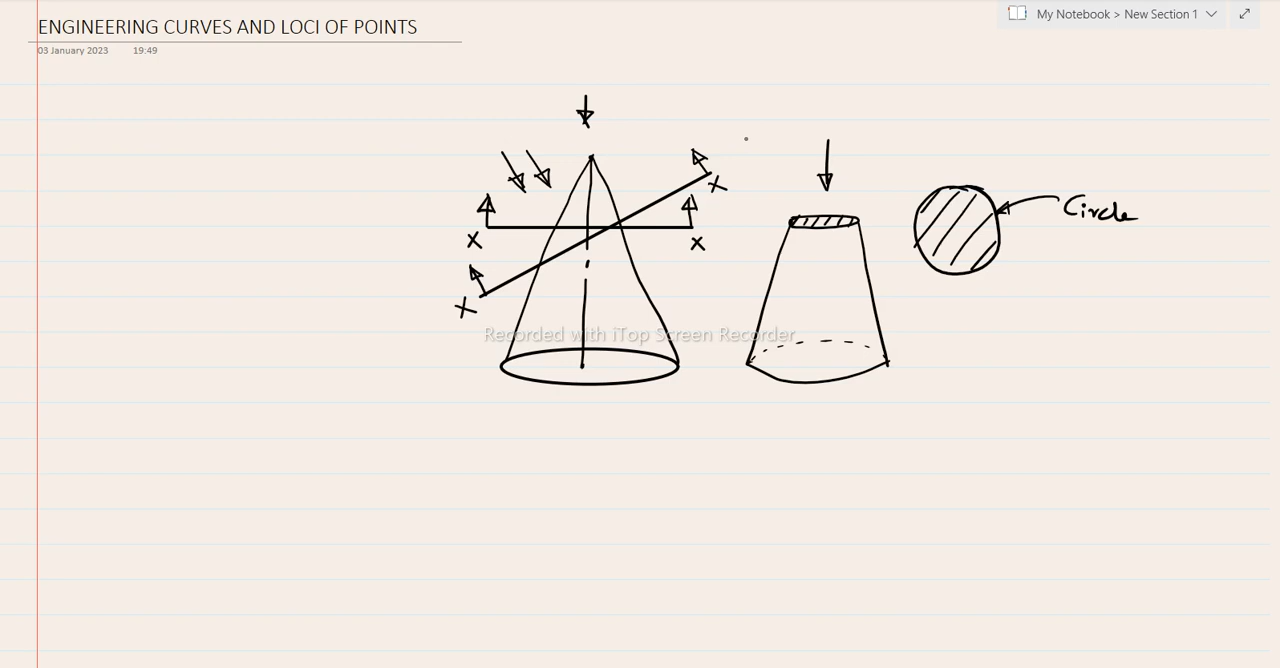 ENGINEERING CURVES AND LOCI OF POINTS
My Notebook > New Section 1
03 January 2023 19:49
X
X X
X
Circle
Recorded with iTop Screen Recorder